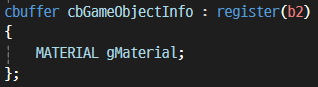 cbuffer cbGameObjectInfo : register(b2)
{
    MATERIAL gMaterial;
};